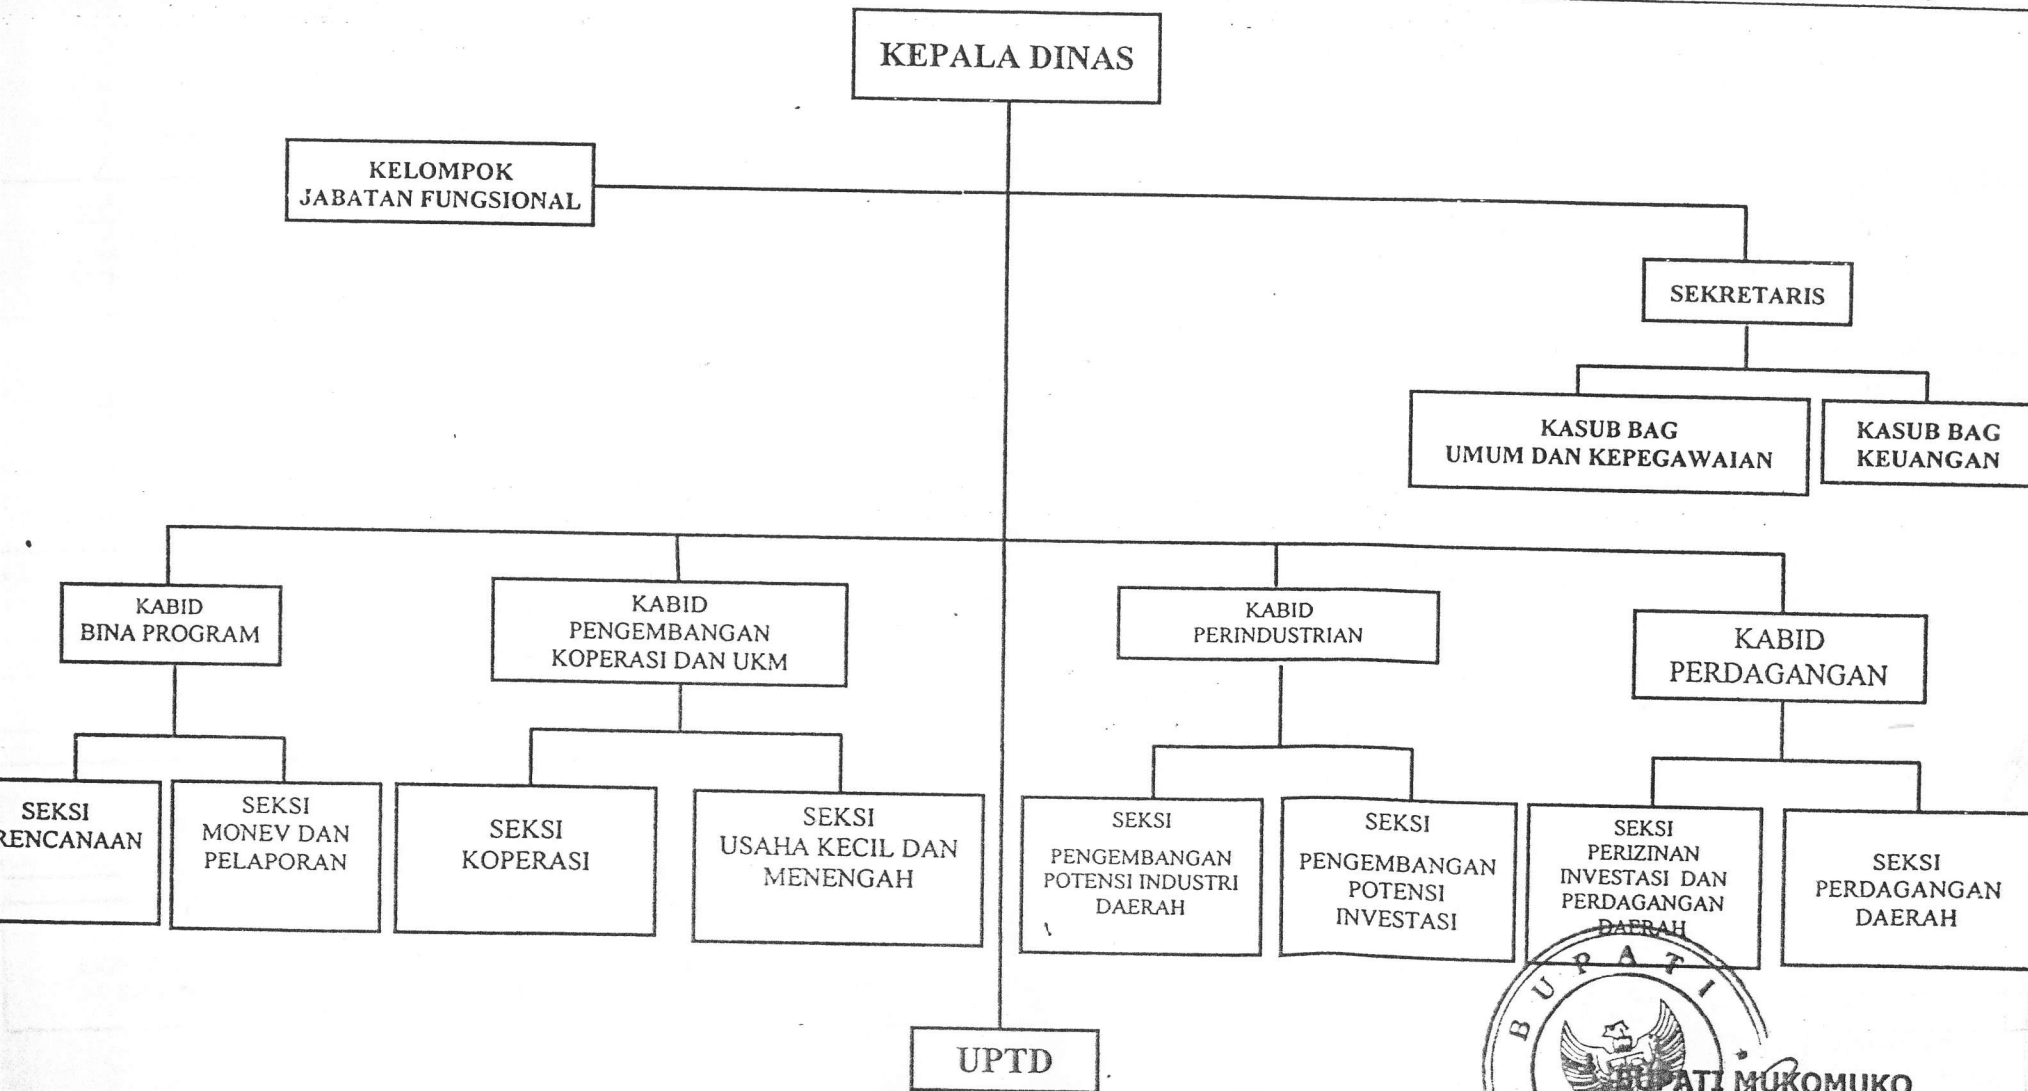 KEPALA DINAS
KELOMPOK
JABATAN FUNGSIONAL
SEKRETARIS
KASUB BAG
UMUM DAN KEPEGAWAIAN
KASUB BAG
KEUANGAN
KABID
BINA PROGRAM
KABID
PENGEMBANGAN
KOPERASI DAN UKM
KABID
PERINDUSTRIAN
KABID
PERDAGANGAN
SEKSI
RENCANAAN
SEKSI
MONEV DAN
PELAPORAN
SEKSI
KOPERASI
SEKSI
USAHA KECIL DAN
MENENGAH
SEKSI
PENGEMBANGAN
POTENSI INDUSTRI
DAERAH
SEKSI
PENGEMBANGAN
POTENSI
INVESTASI
SEKSI
PERIZINAN
INVESTASI DAN
PERDAGANGAN
DAERAH
SEKSI
PERDAGANGAN
DAERAH
UPTD
BUPATI
BUPATI MUKOMUKO